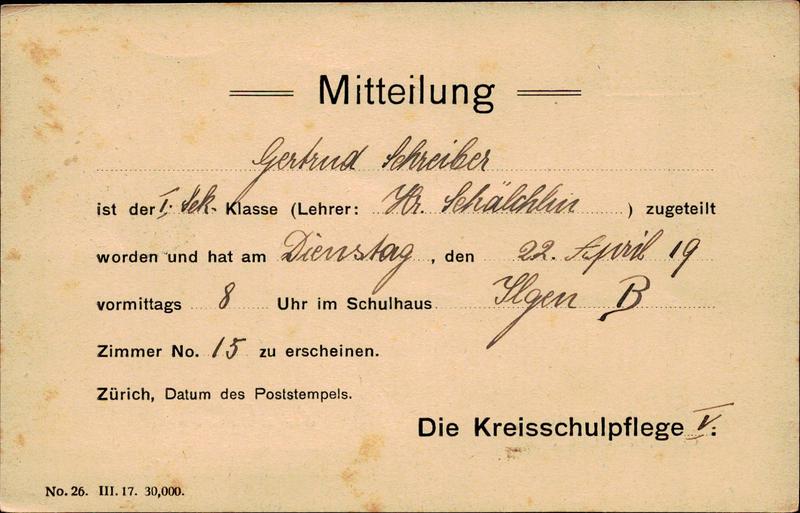 Mitteilung
Gertrud Schreiber
ist der I. Sek. Klasse (Lehrer: Hr. Schälchlin ) zugeteilt
worden und hat am Dienstag, den 22. April 19
vormittags 8 Uhr im Schulhaus Ilgen B
Zimmer No. 15 zu erscheinen.
Zürich, Datum des Poststempels.
Die Kreisschulpflege V.
No. 26. III. 17. 30,000.